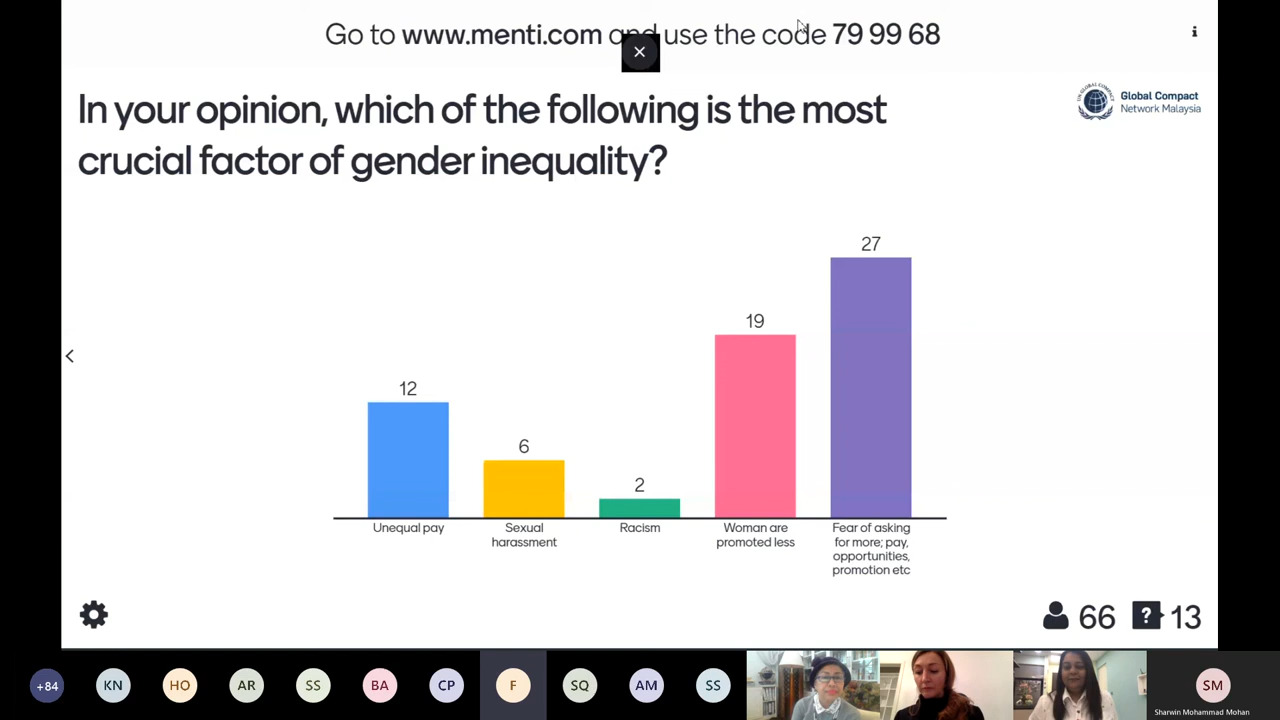 Go to www.menti.com and use the code 79 99 68
In your opinion, which of the following is the most
crucial factor of gender inequality?
UN GLOBAL COMPACT
Global Compact
Network Malaysia
27
19
12
6
2
Unequal pay
Sexual
harassment
Racism
Woman are
promoted less
Fear of asking
for more; pay,
opportunities,
promotion etc
66
? 13
+84
KN
HO
AR
SS
BA
CP
F
SQ
AM
SS
SM
Sharwin Mohammad Mohan